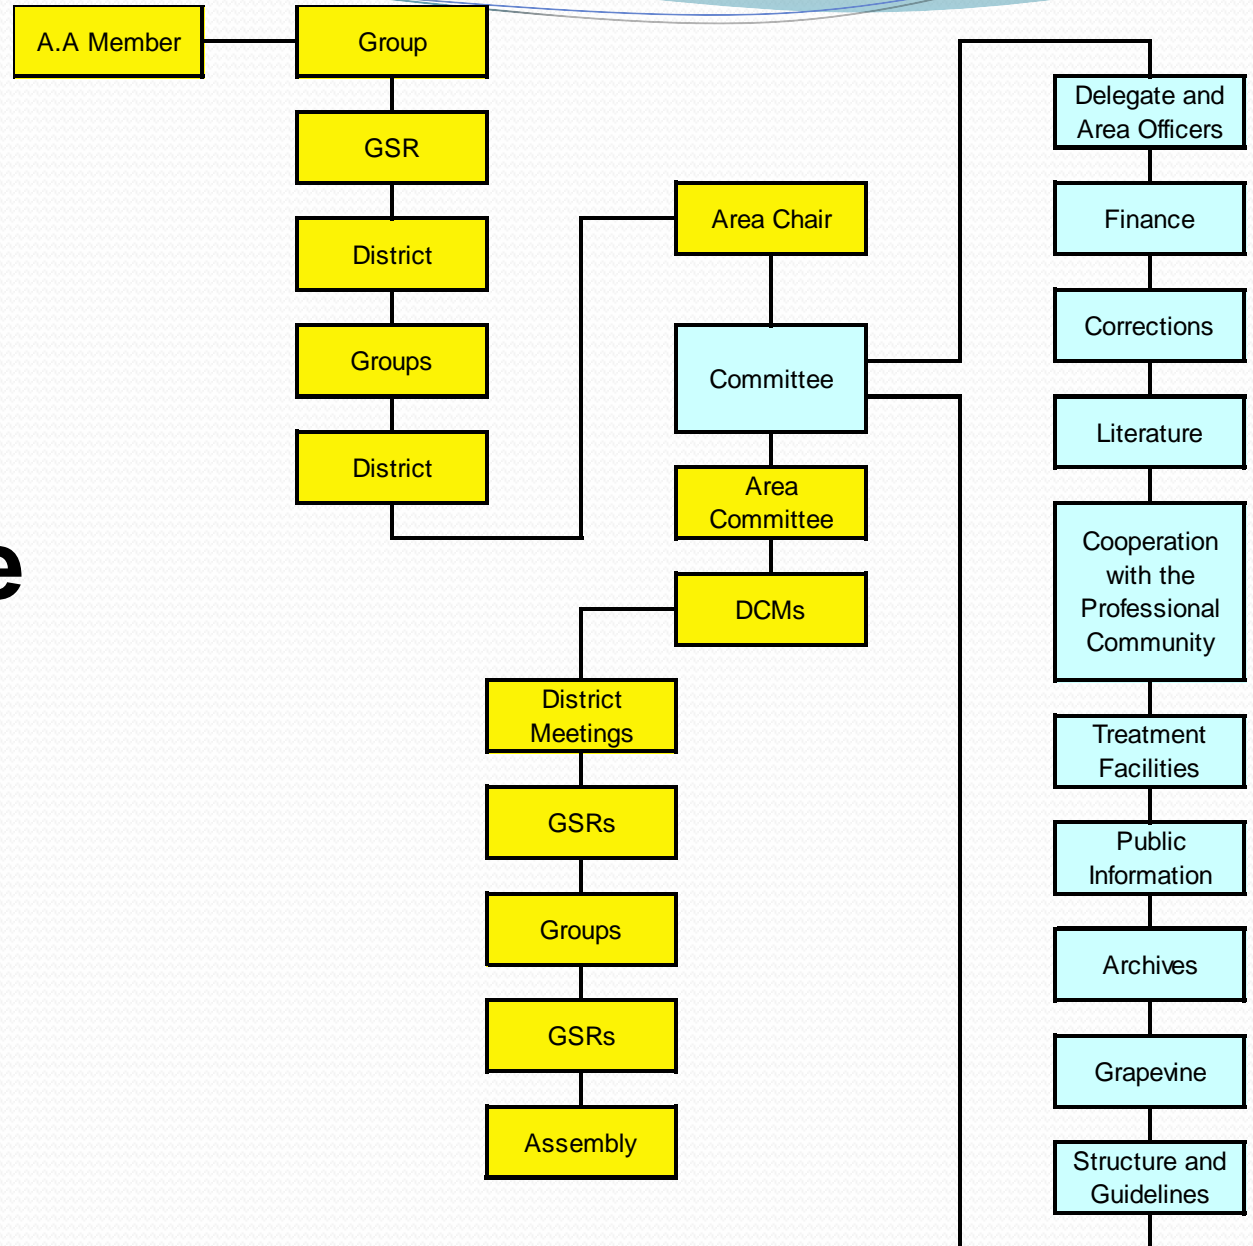 A.A Member
Group
GSR
District
Groups
District
Area Chair
Committee
Area
Committee
DCMs
District
Meetings
GSRs
Groups
GSRs
Assembly
Delegate and
Area Officers
Finance
Corrections
Literature
Cooperation
with the
Professional
Community
Treatment
Facilities
Public
Information
Archives
Grapevine
Structure and
Guidelines
e